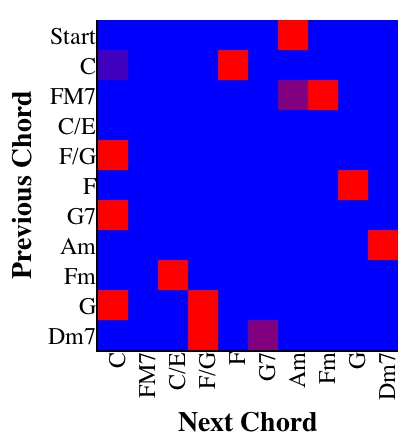 Start
C
FM7
C/E
F/G
F
G7
Am
Fm
G
Dm7
Previous Chord
C
FM7
C/E
F/G
F
G7
Am
Fm
G
Dm7
Next Chord